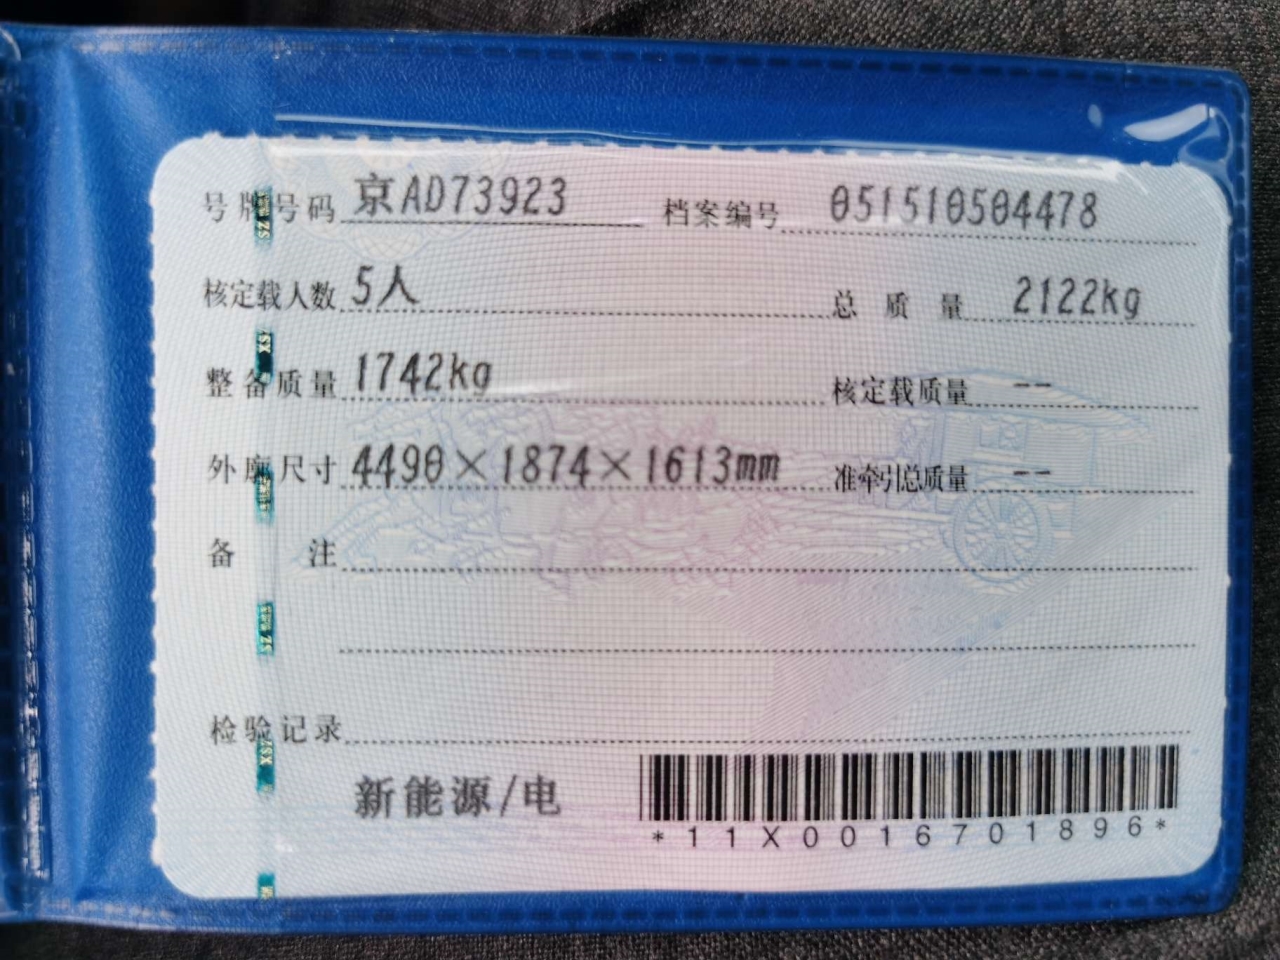 号牌号码 京AD73923 档案编号 051510504478
核定载人数 5人 总质量 2122kg
整备质量 1742kg 核定载质量 --
外廓尺寸 4490×1874×1613mm 准牵引总质量 --
备注
检验记录
新能源/电
*11X0016701896*